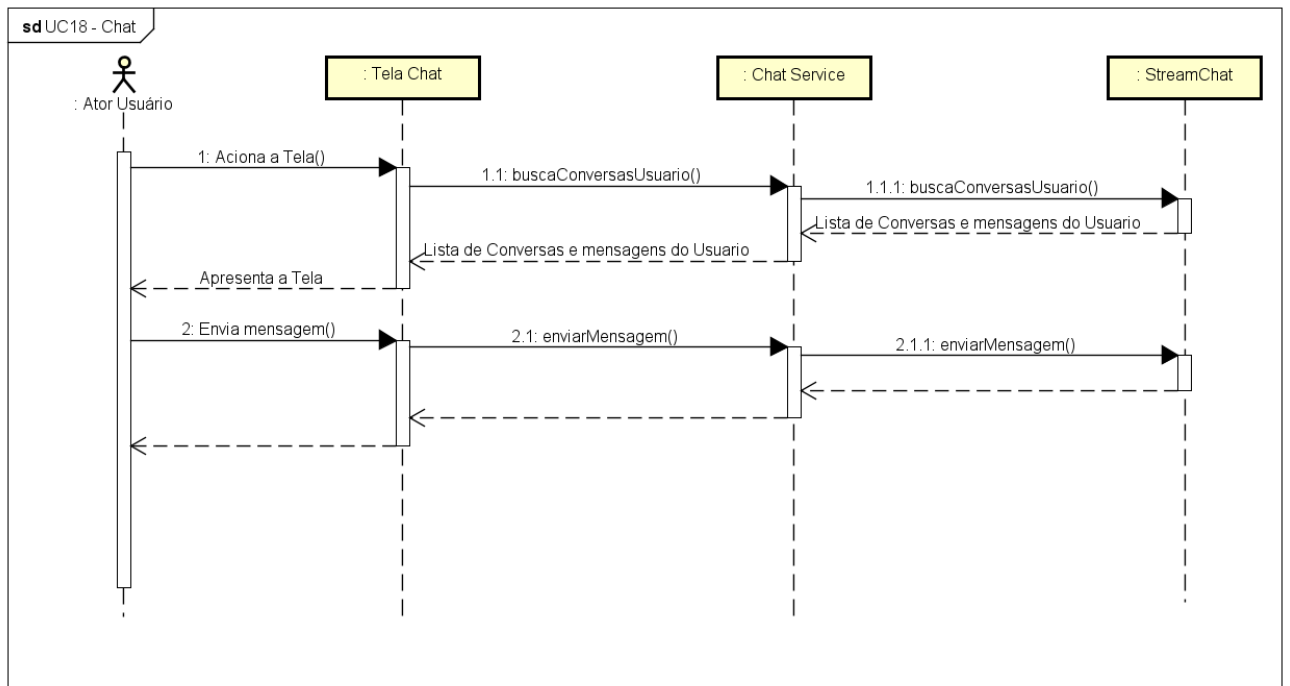 sd UC18 - Chat
: Ator Usuário
: Tela Chat
: Chat Service
: StreamChat
1: Aciona a Tela()
1.1: buscaConversasUsuario()
1.1.1: buscaConversasUsuario()
Lista de Conversas e mensagens do Usuario
Lista de Conversas e mensagens do Usuario
Apresenta a Tela
2: Envia mensagem()
2.1: enviarMensagem()
2.1.1: enviarMensagem()